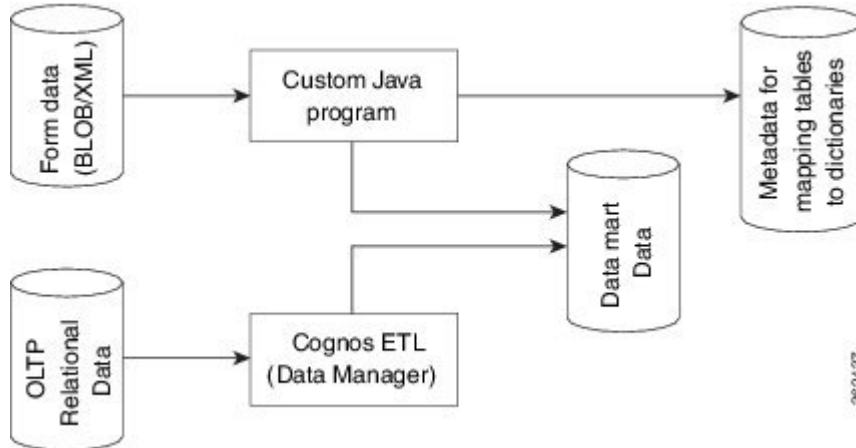 Form data
(BLOB/XML)
Custom Java
program
Metadata for
mapping tables
to dictionaries
Data mart
Data
OLTP
Relational
Data
Cognos ETL
(Data Manager)